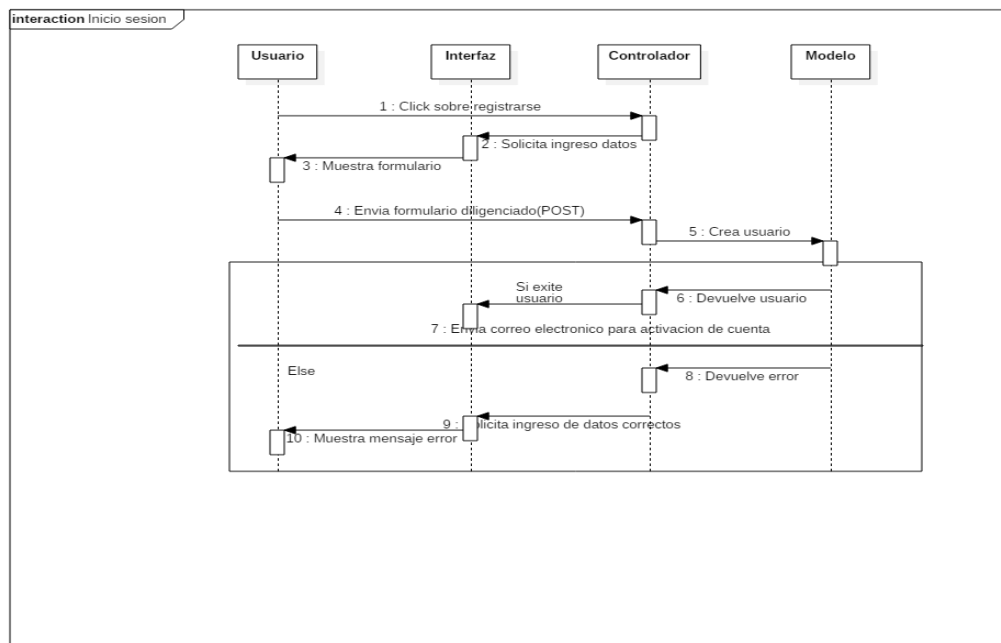 interaction Inicio sesion
Usuario
Interfaz
Controlador
Modelo
1 : Click sobre registrarse
2 : Solicita ingreso datos
3 : Muestra formulario
4 : Envia formulario diligenciado(POST)
5 : Crea usuario
Si exite
usuario
6 : Devuelve usuario
7 : Envia correo electronico para activacion de cuenta
Else
8 : Devuelve error
9 : Solicita ingreso de datos correctos
10 : Muestra mensaje error